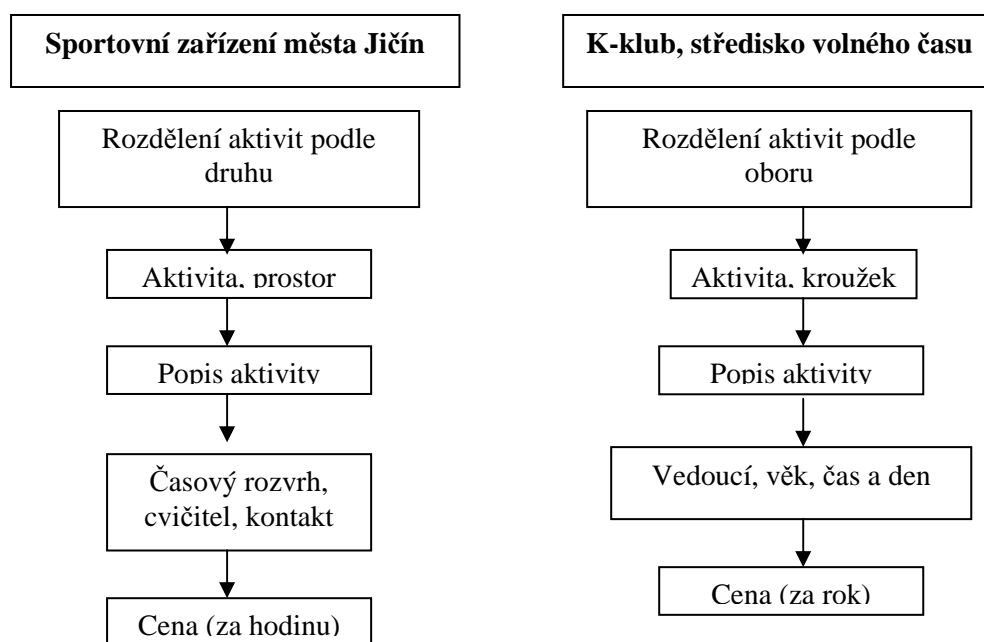 Sportovní zařízení města Jičín
Rozdělení aktivit podle
druhu
Aktivita, prostor
Popis aktivity
Časový rozvrh,
cvičitel, kontakt
Cena (za hodinu)
K-klub, středisko volného času
Rozdělení aktivit podle
oboru
Aktivita, kroužek
Popis aktivity
Vedoucí, věk, čas a den
Cena (za rok)